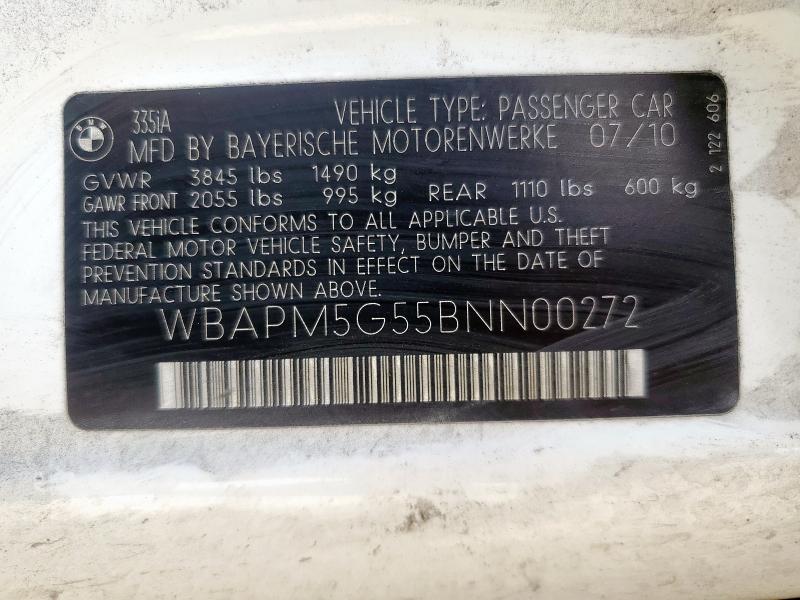 BMW
335iA VEHICLE TYPE: PASSENGER CAR
MFD BY BAYERISCHE MOTORENWERKE 07/10
GVWR 3845 lbs 1490 kg
GAWR FRONT 2055 lbs 995 kg REAR 1110 lbs 600 kg
THIS VEHICLE CONFORMS TO ALL APPLICABLE U.S.
FEDERAL MOTOR VEHICLE SAFETY, BUMPER AND THEFT
PREVENTION STANDARDS IN EFFECT ON THE DATE OF
MANUFACTURE SHOWN ABOVE:
WBAPM5G55BNN00272
2 122 606